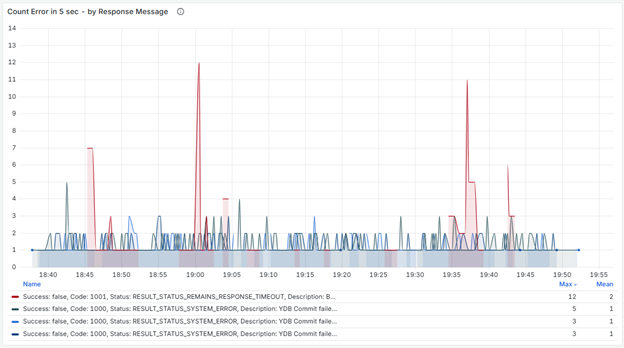 Count Error in 5 sec - by Response Message
14
13
12
11
10
9
8
7
6
5
4
3
2
1
0
18:40 18:45 18:50 18:55 19:00 19:05 19:10 19:15 19:20 19:25 19:30 19:35 19:40 19:45 19:50 19:55
Name Max Mean
Success: false, Code: 1001, Status: RESULT_STATUS_REMAINS_RESPONSE_TIMEOUT, Description: B... 12 2
Success: false, Code: 1000, Status: RESULT_STATUS_SYSTEM_ERROR, Description: YDB Commit faile... 5 1
Success: false, Code: 1000, Status: RESULT_STATUS_SYSTEM_ERROR, Description: YDB Commit faile... 3 1
Success: false, Code: 1000, Status: RESULT_STATUS_SYSTEM_ERROR, Description: YDB Commit faile... 3 1